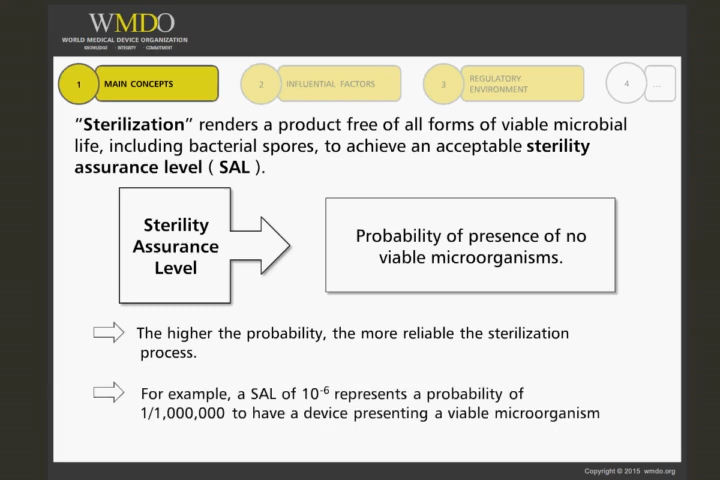 WMDO
WORLD MEDICAL DEVICE ORGANIZATION
KNOWLEDGE - INTEGRITY - COMMITMENT
1 MAIN CONCEPTS
2 INFLUENTIAL FACTORS
3 REGULATORY
ENVIRONMENT
4 ...
“Sterilization” renders a product free of all forms of viable microbial
life, including bacterial spores, to achieve an acceptable sterility
assurance level ( SAL ).
Sterility
Assurance
Level
Probability of presence of no
viable microorganisms.
The higher the probability, the more reliable the sterilization
process.
For example, a SAL of 10⁻⁶ represents a probability of
1/1,000,000 to have a device presenting a viable microorganism
Copyright © 2015 wmdo.org